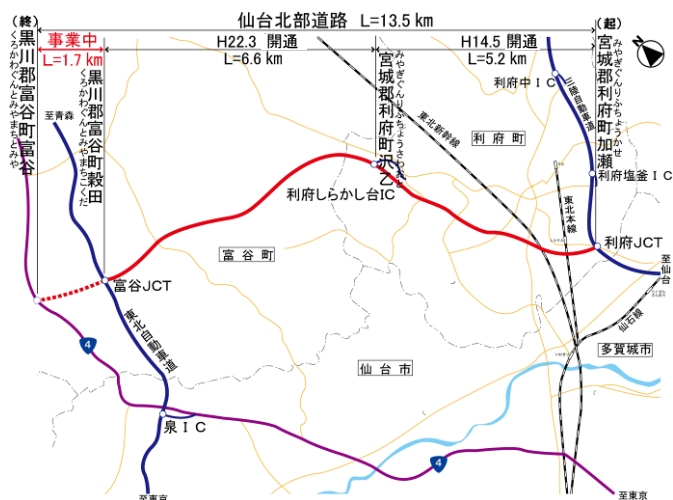 仙台北部道路 L=13.5 km
(終)
(起)
事業中
L=1.7 km
H22.3 開通
L=6.6 km
H14.5 開通
L=5.2 km
黒川郡富谷町富谷
くろかわぐんとみやまちとみや
黒川郡富谷町穀田
くろかわぐんとみやまちこくだ
宮城郡利府町沢乙
みやぎぐんりふちょうさわおと
宮城郡利府町加瀬
みやぎぐんりふちょうかせ
至青森
東北新幹線
利府町
利府中IC
三陸自動車道
利府塩釜IC
東北本線
利府しらかし台IC
利府JCT
至仙台
富谷町
富谷JCT
東北自動車道
仙石線
多賀城市
仙台市
4
泉IC
4
至東京
至東京